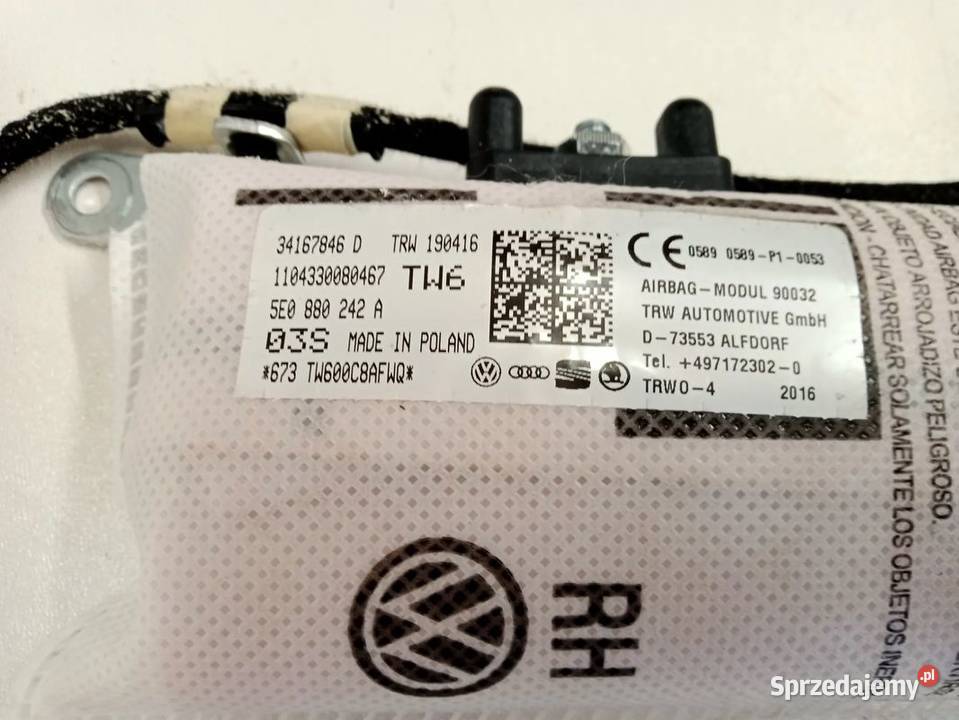 34167846 D TRW 190416
1104330080467 TW6
5E0 880 242 A
03S MADE IN POLAND
*673 TW600C8AFWQ*
CE 0589 0589-P1-0053
AIRBAG-MODUL 90032
TRW AUTOMOTIVE GmbH
D-73553 ALFDORF
Tel. +497172302-0
TRWO-4 2016
RH
CHATARREAR SOLAMENTE LOS OBJETOS
OBJETO ARROJADIZO PELIGROSO.
Sprzedajemy.pl